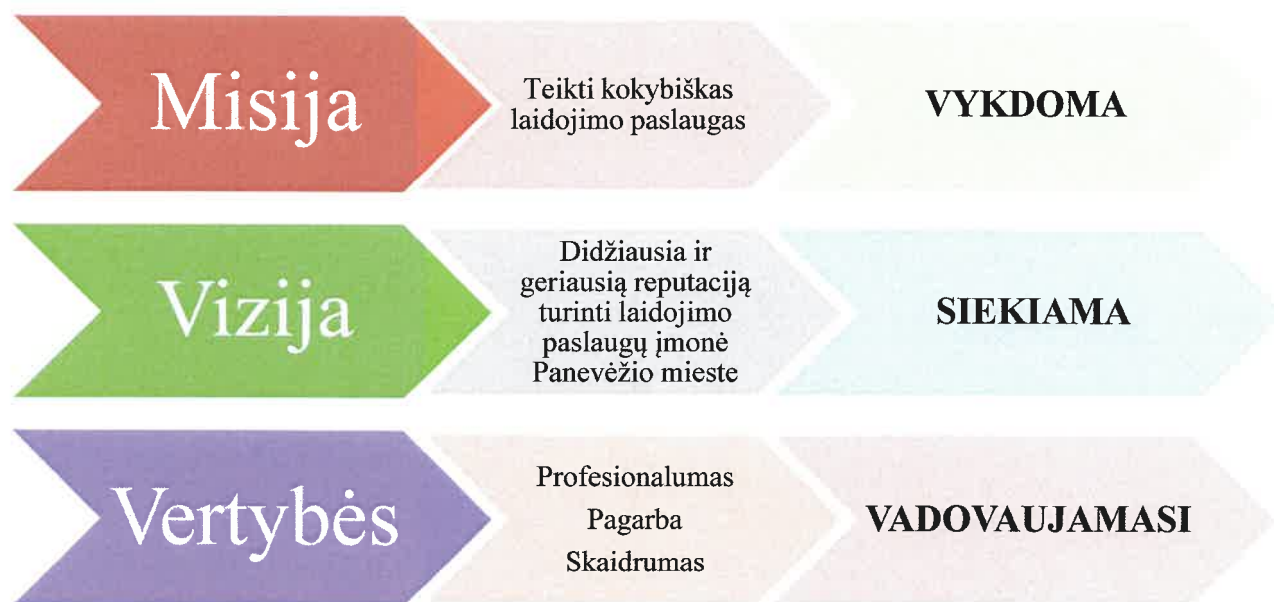 Misija
Teikti kokybiškas
laidojimo paslaugas
VYKDOMA
Vizija
Didžiausia ir
geriausią reputaciją
turinti laidojimo
paslaugų įmonė
Panevėžio mieste
SIEKIAMA
Vertybės
Profesionalumas
Pagarba
Skaidrumas
VADOVAUJAMASI